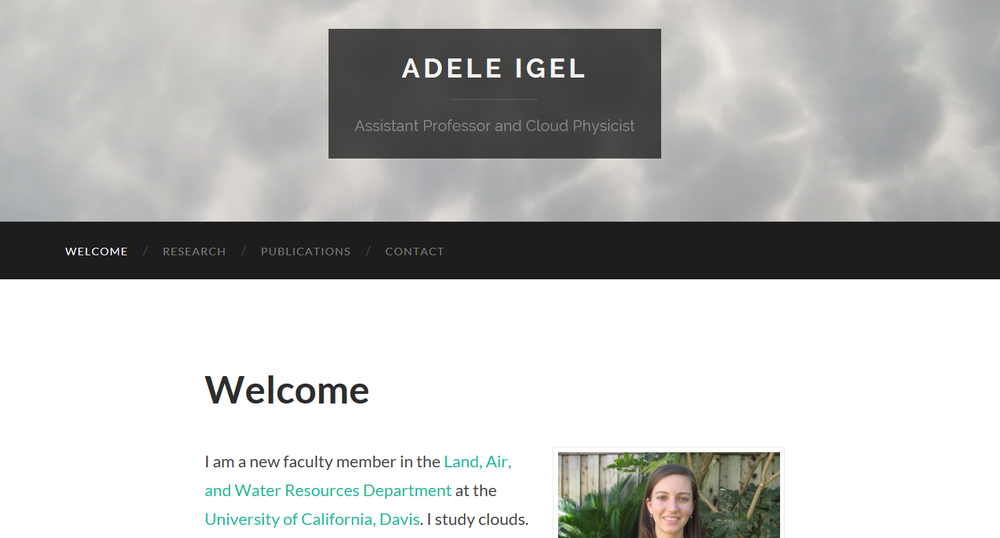 ADELE IGEL
Assistant Professor and Cloud Physicist
WELCOME / RESEARCH / PUBLICATIONS / CONTACT
Welcome
I am a new faculty member in the Land, Air,
and Water Resources Department at the
University of California, Davis. I study clouds.